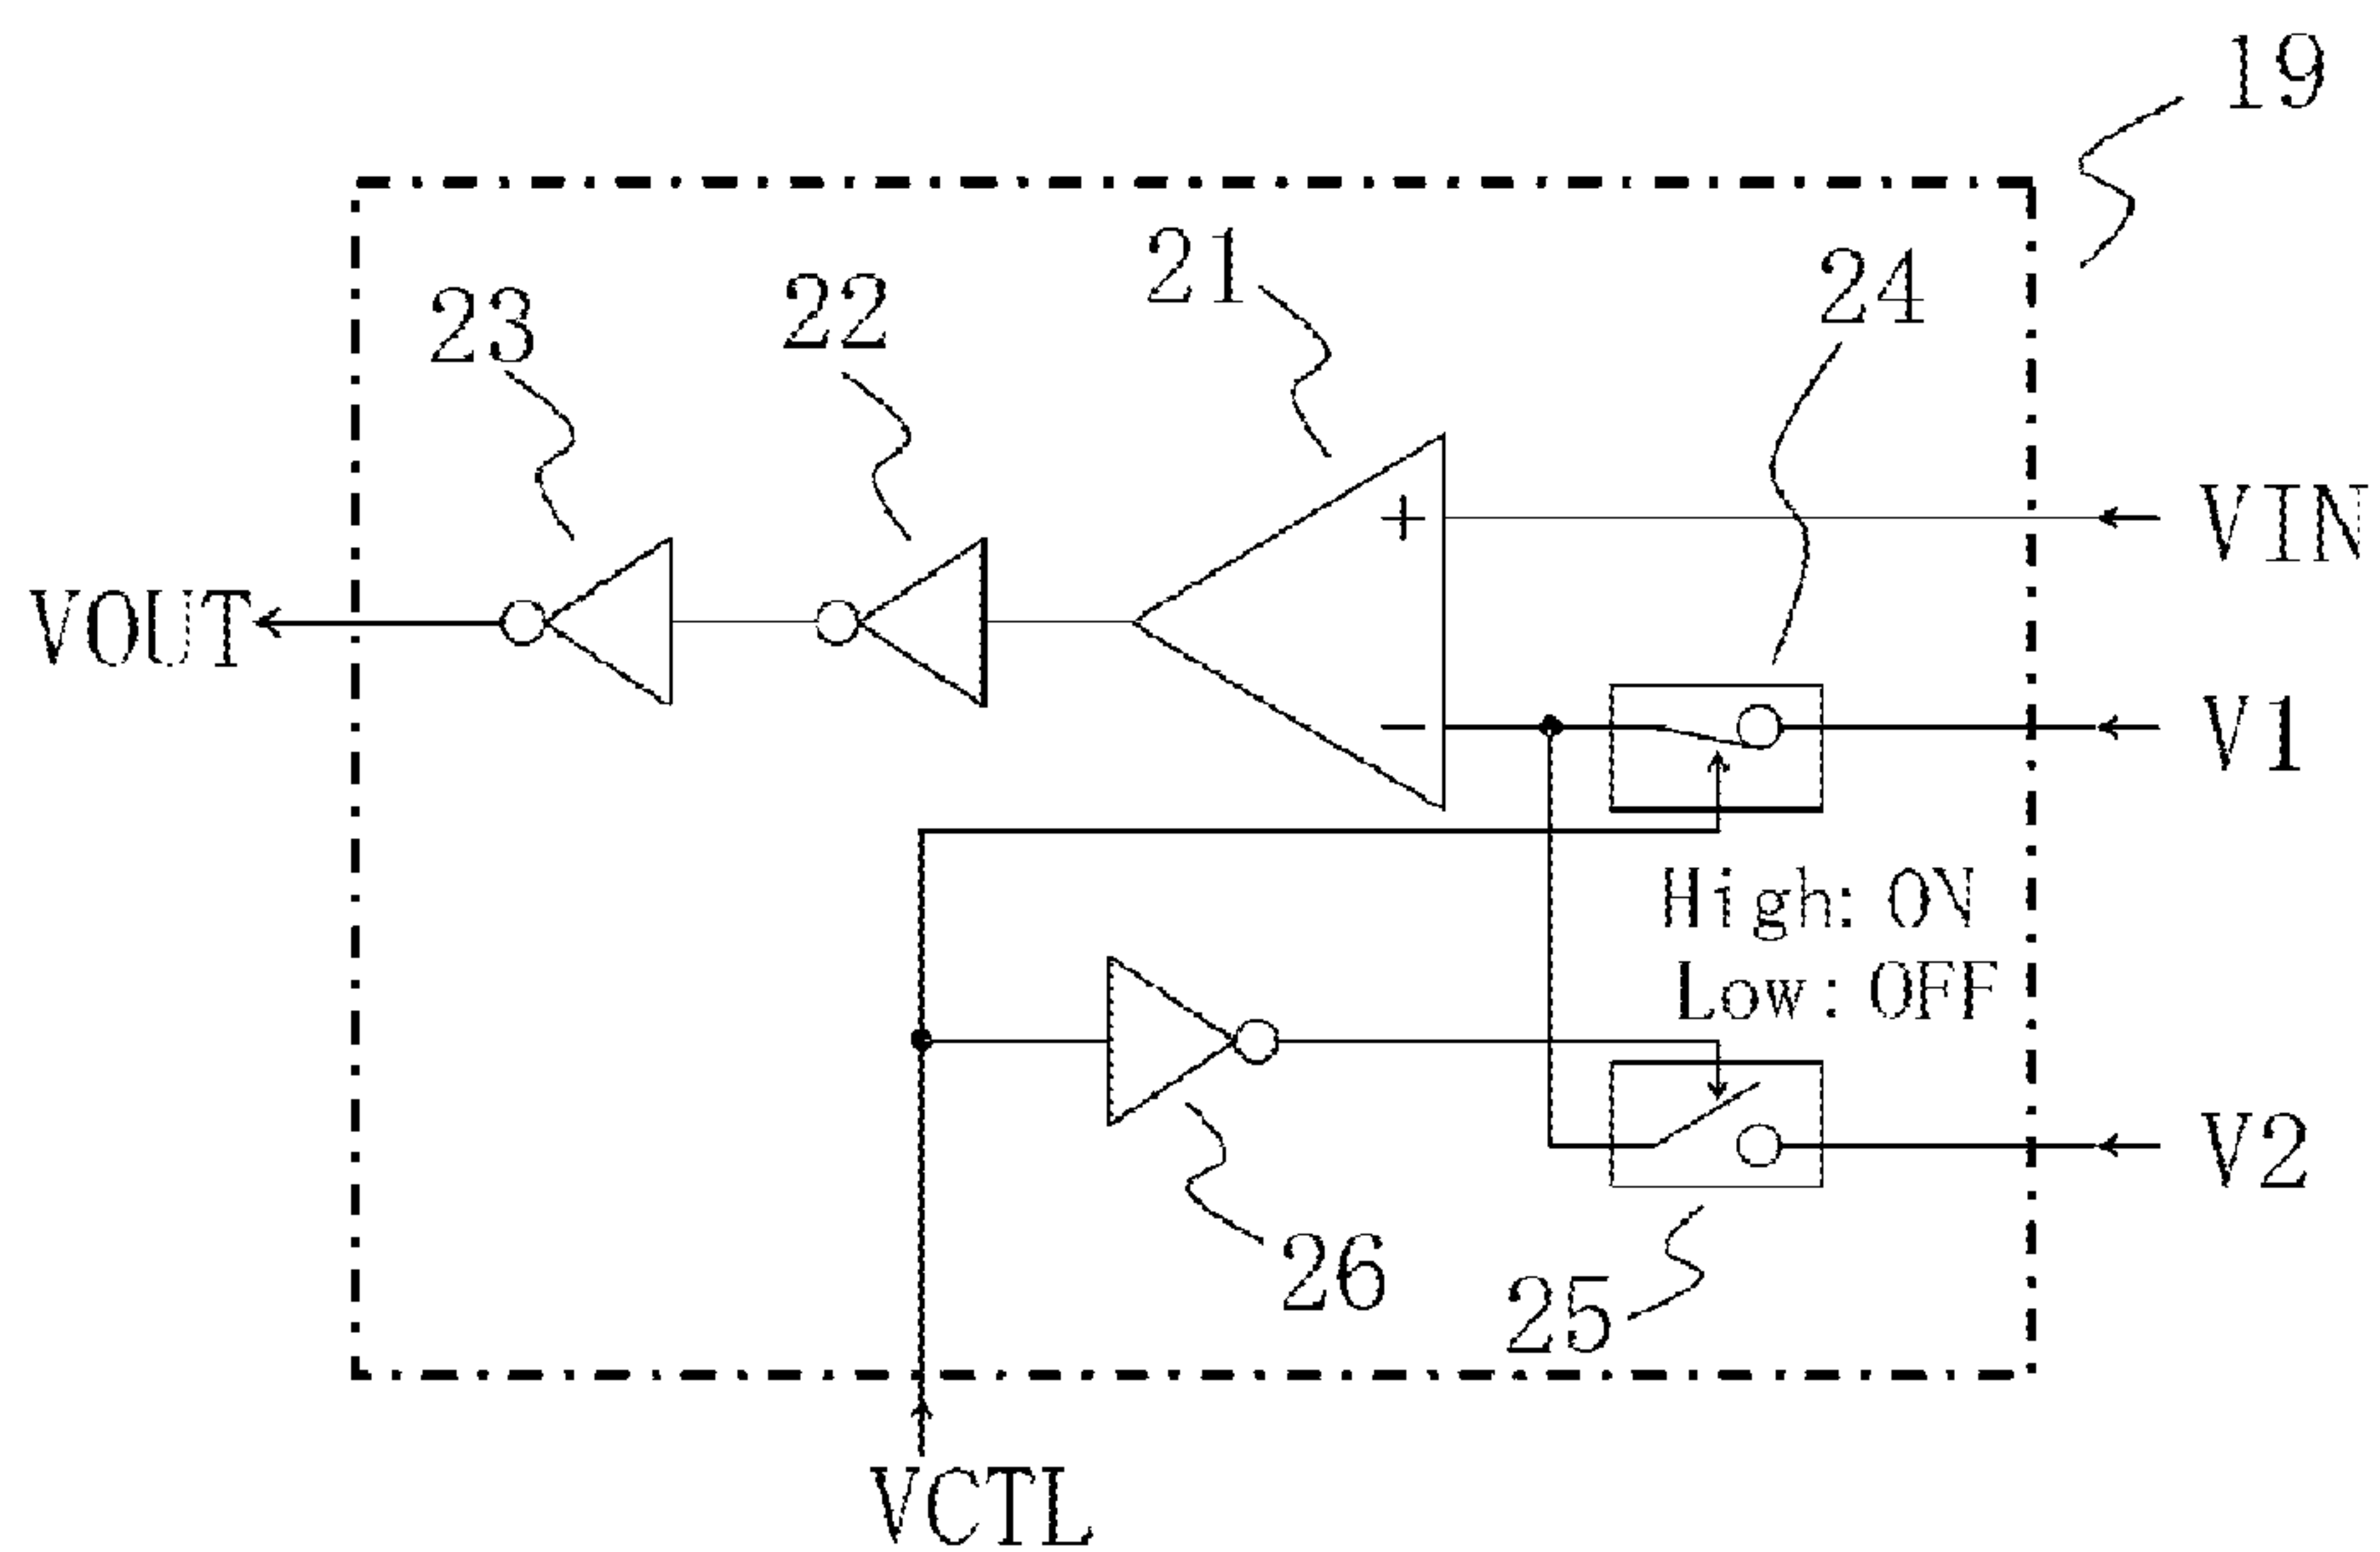 19
21
24
23
22
+
VIN
VOUT
−
V1
High: ON
Low: OFF
V2
26
25
VCTL